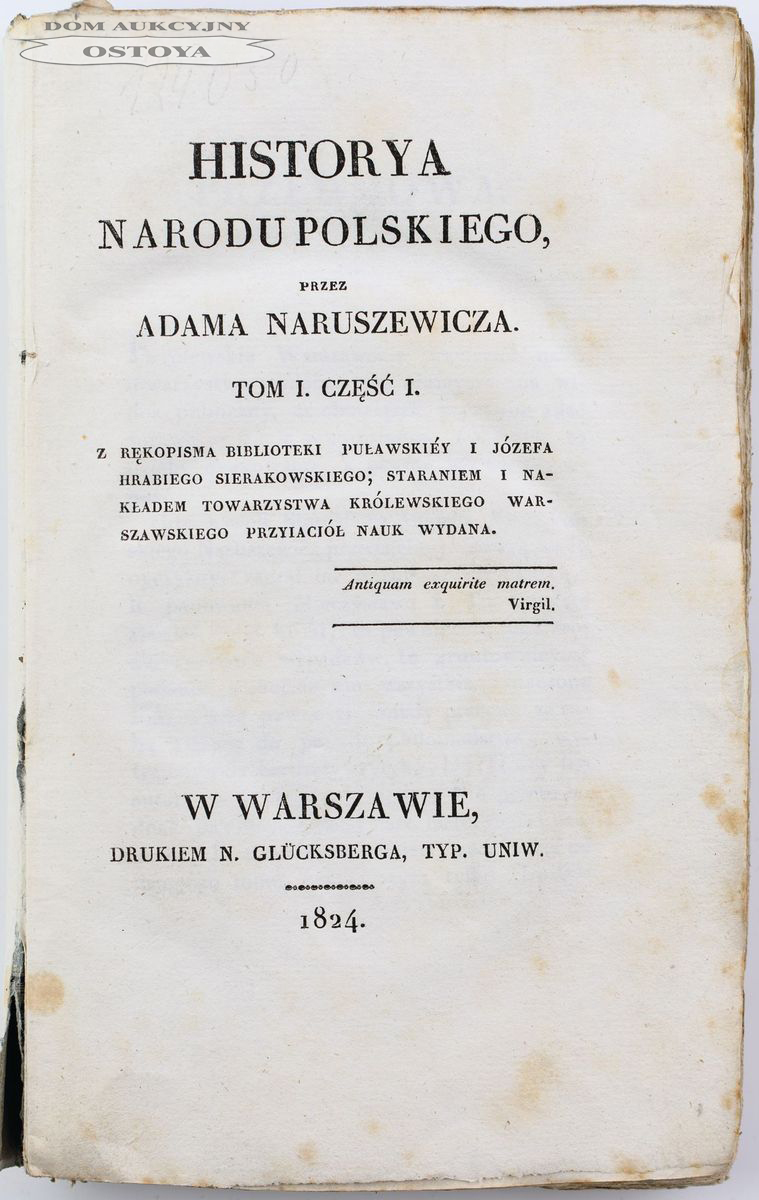 DOM AUKCYJNY
OSTOYA
HISTORYA
NARODU POLSKIEGO,
PRZEZ
ADAMA NARUSZEWICZA.
TOM I. CZĘŚĆ I.
Z RĘKOPISMA BIBLIOTEKI PUŁAWSKIÉY I JÓZEFA
HRABIEGO SIERAKOWSKIEGO; STARANIEM I NA-
KŁADEM TOWARZYSTWA KRÓLEWSKIEGO WAR-
SZAWSKIEGO PRZYIACIÓŁ NAUK WYDANA.
Antiquam exquirite matrem.
Virgil.
W WARSZAWIE,
DRUKIEM N. GLÜCKSBERGA, TYP. UNIW.
1824.